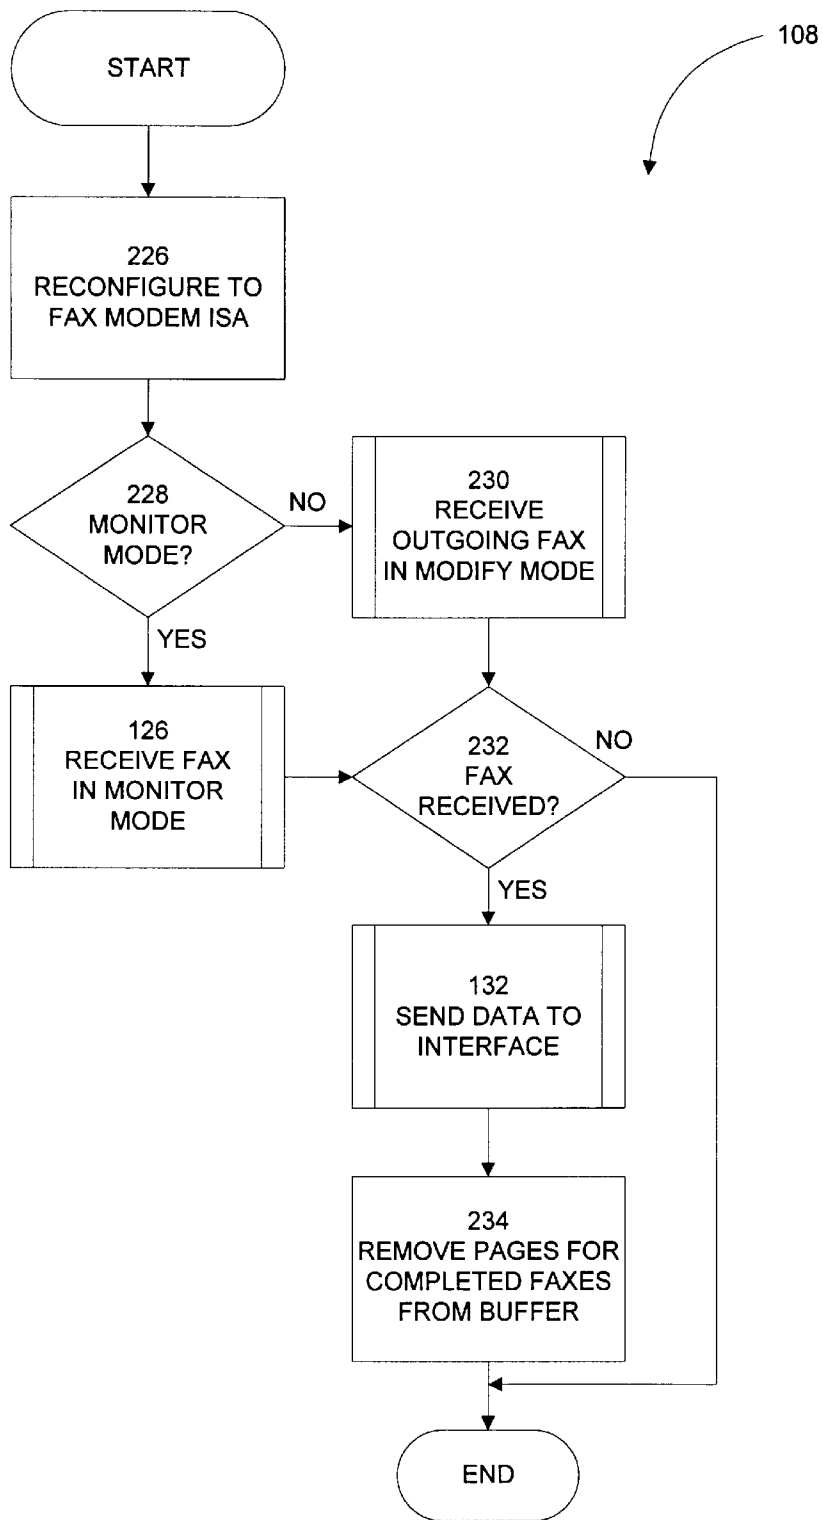 108
START
226
RECONFIGURE TO
FAX MODEM ISA
228
MONITOR
MODE?
NO
230
RECEIVE
OUTGOING FAX
IN MODIFY MODE
YES
126
RECEIVE FAX
IN MONITOR
MODE
232
FAX
RECEIVED?
NO
YES
132
SEND DATA TO
INTERFACE
234
REMOVE PAGES FOR
COMPLETED FAXES
FROM BUFFER
END